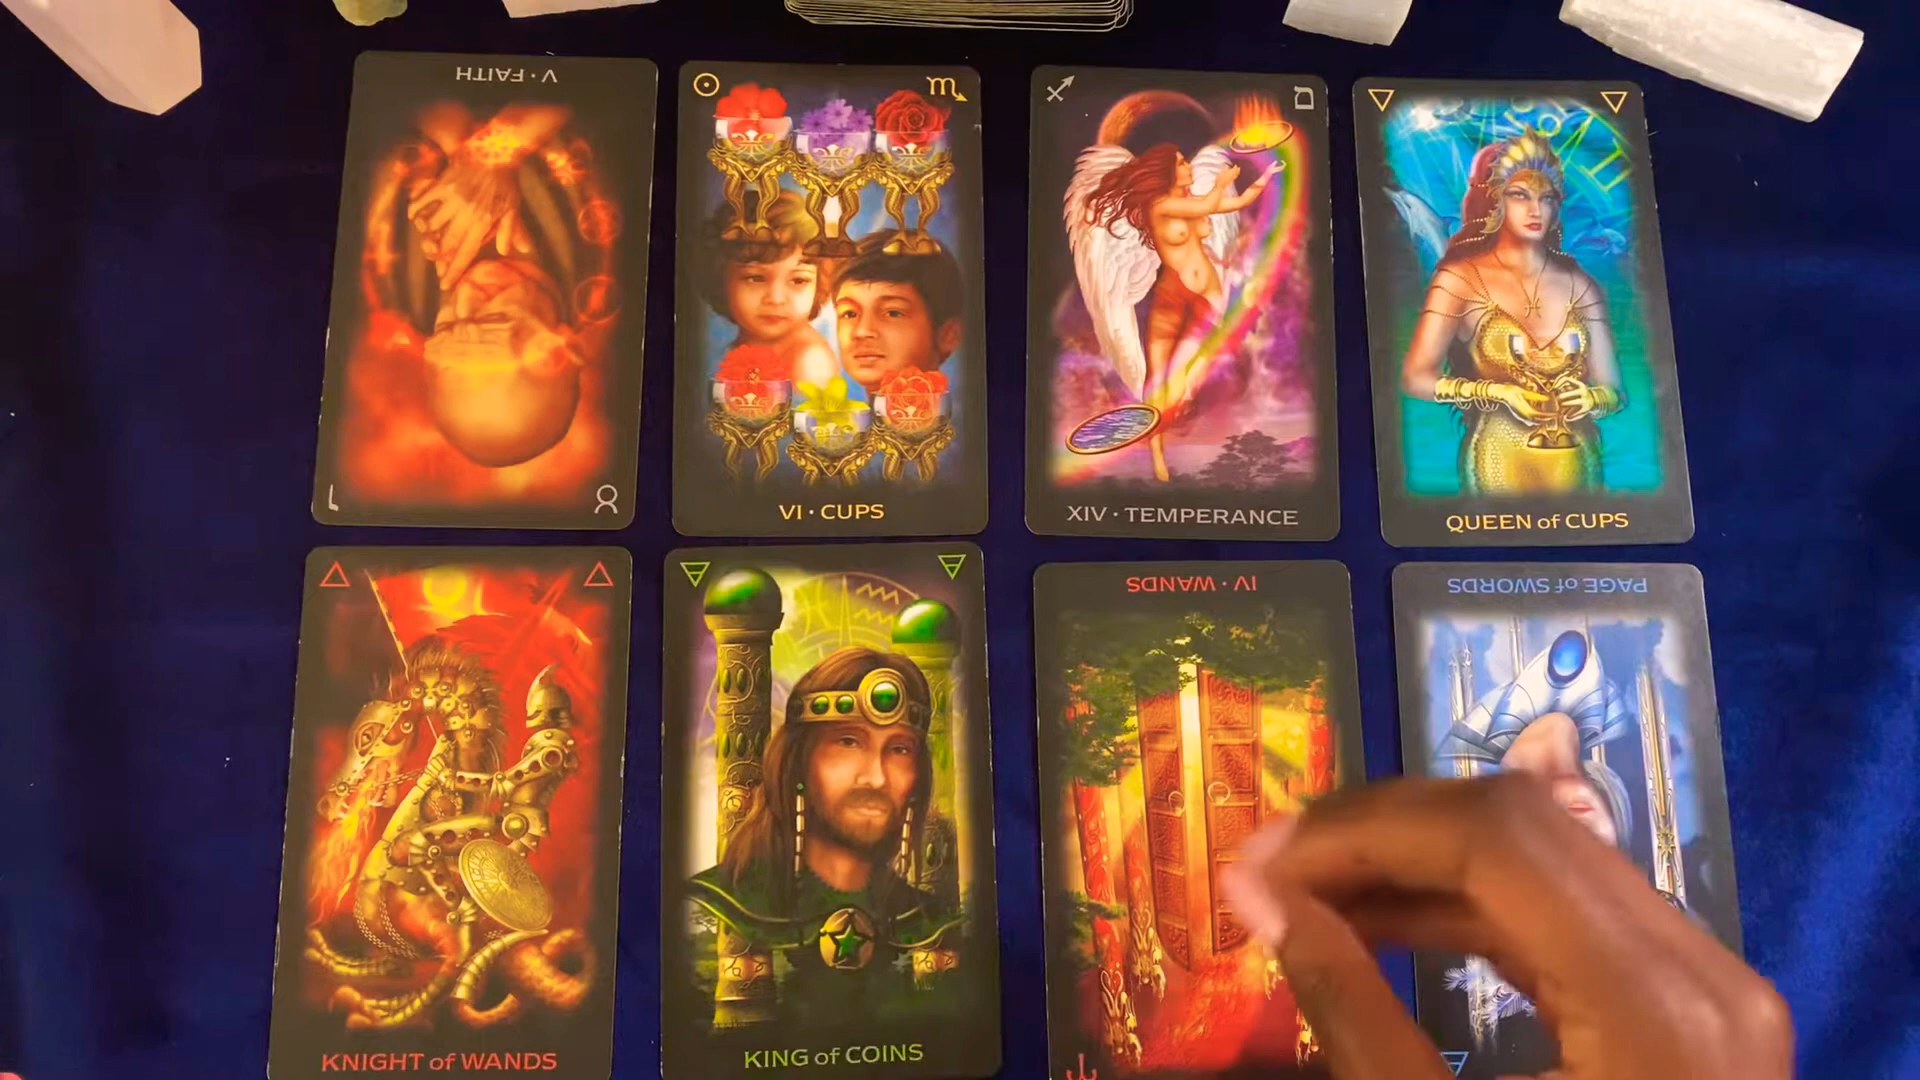 V · FAITH
VI · CUPS
XIV · TEMPERANCE
QUEEN of CUPS
KNIGHT of WANDS
KING of COINS
IV · WANDS
PAGE of SWORDS